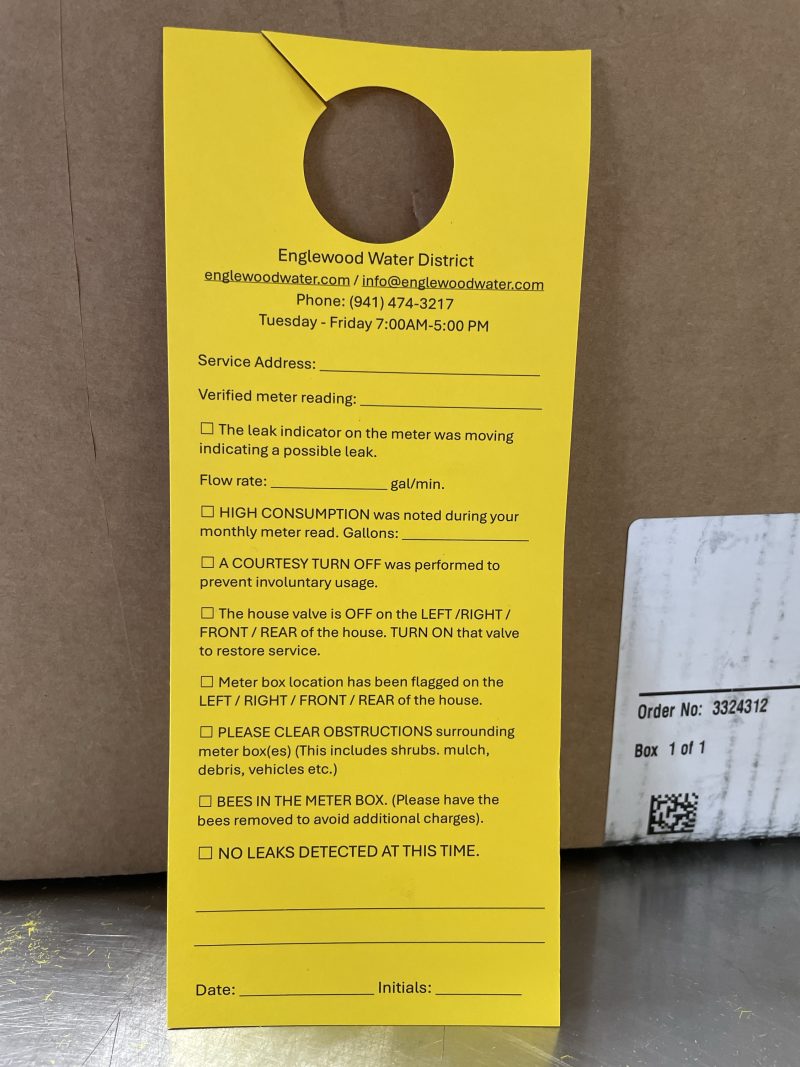 Englewood Water District
englewoodwater.com / info@englewoodwater.com
Phone: (941) 474-3217
Tuesday - Friday 7:00AM-5:00 PM
Service Address: ____________________
Verified meter reading: ____________________
☐ The leak indicator on the meter was moving
indicating a possible leak.
Flow rate: ____________ gal/min.
☐ HIGH CONSUMPTION was noted during your
monthly meter read. Gallons: ____________
☐ A COURTESY TURN OFF was performed to
prevent involuntary usage.
☐ The house valve is OFF on the LEFT /RIGHT /
FRONT / REAR of the house. TURN ON that valve
to restore service.
☐ Meter box location has been flagged on the
LEFT / RIGHT / FRONT / REAR of the house.
☐ PLEASE CLEAR OBSTRUCTIONS surrounding
meter box(es) (This includes shrubs. mulch,
debris, vehicles etc.)
☐ BEES IN THE METER BOX. (Please have the
bees removed to avoid additional charges).
☐ NO LEAKS DETECTED AT THIS TIME.
Date: ____________ Initials: ________
Order No: 3324312
Box 1 of 1